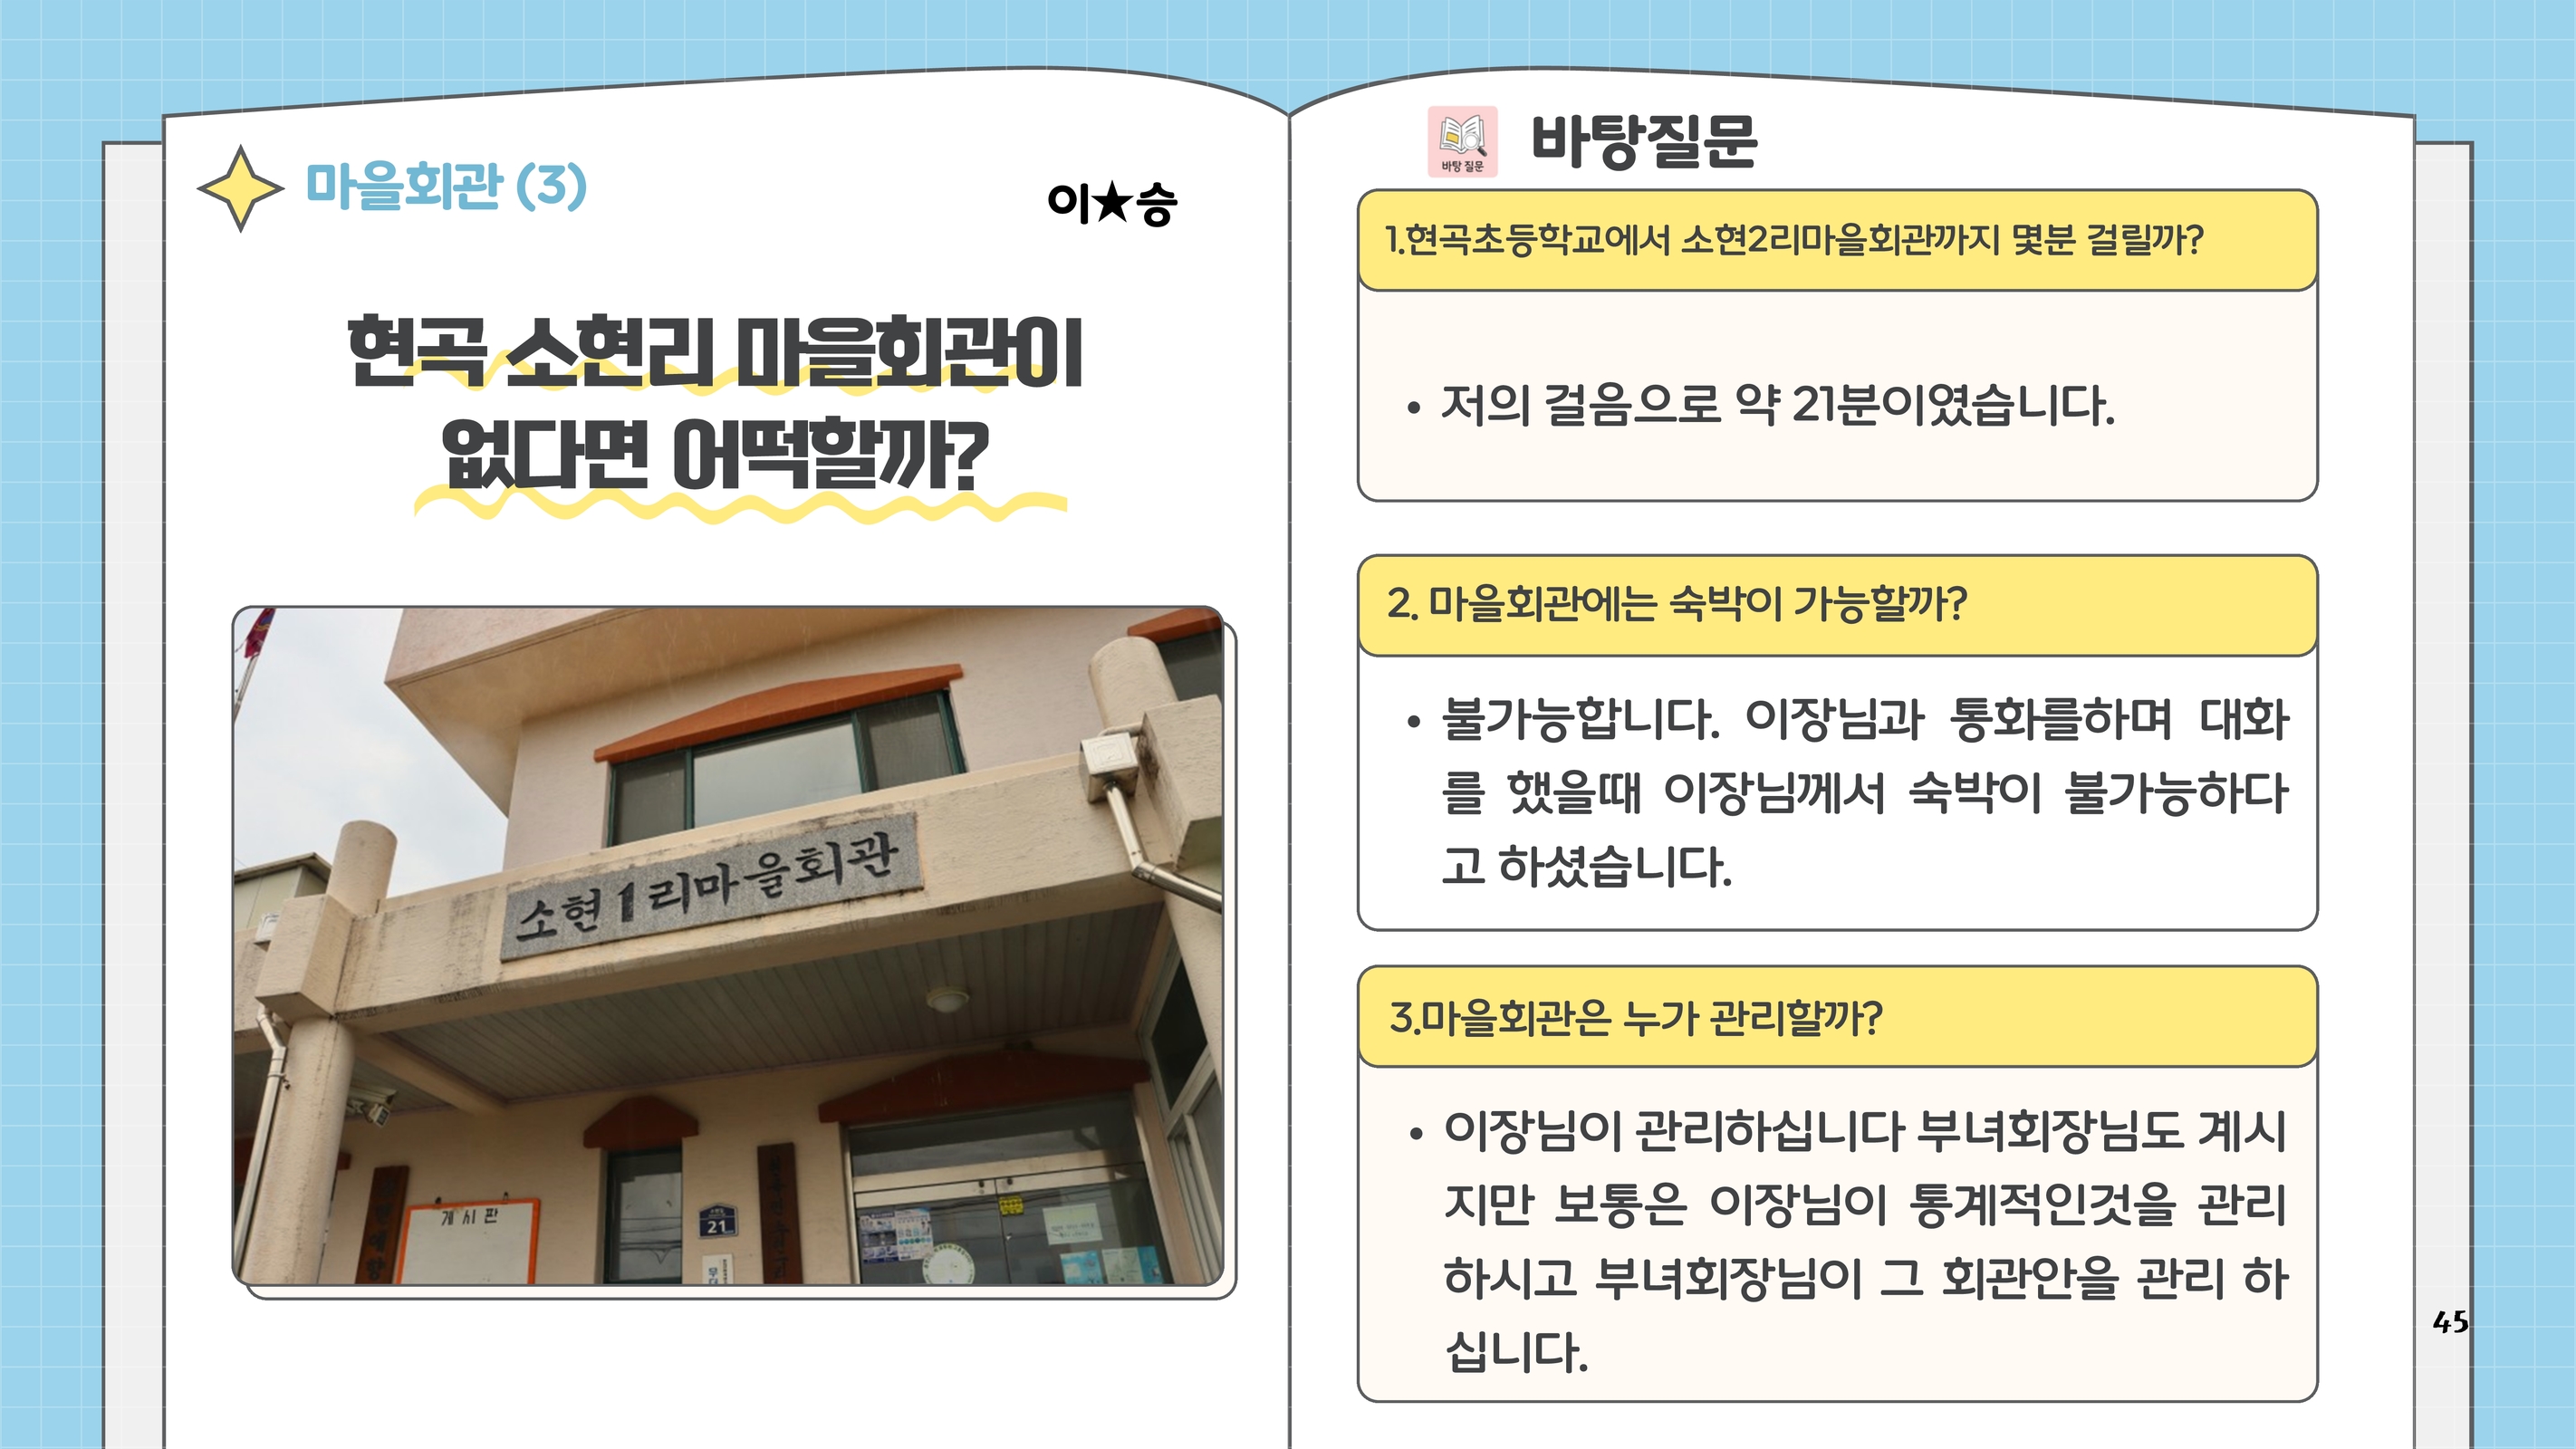 마을회관 (3)
이★승
현곡 소현리 마을회관이
없다면 어떡할까?
소현1리마을회관
게시판
21
바탕 질문
바탕질문
1.현곡초등학교에서 소현2리마을회관까지 몇분 걸릴까?
• 저의 걸음으로 약 21분이였습니다.
2. 마을회관에는 숙박이 가능할까?
• 불가능합니다. 이장님과 통화를하며 대화
를 했을때 이장님께서 숙박이 불가능하다
고 하셨습니다.
3.마을회관은 누가 관리할까?
• 이장님이 관리하십니다 부녀회장님도 계시
지만 보통은 이장님이 통계적인것을 관리
하시고 부녀회장님이 그 회관안을 관리 하
십니다.
45